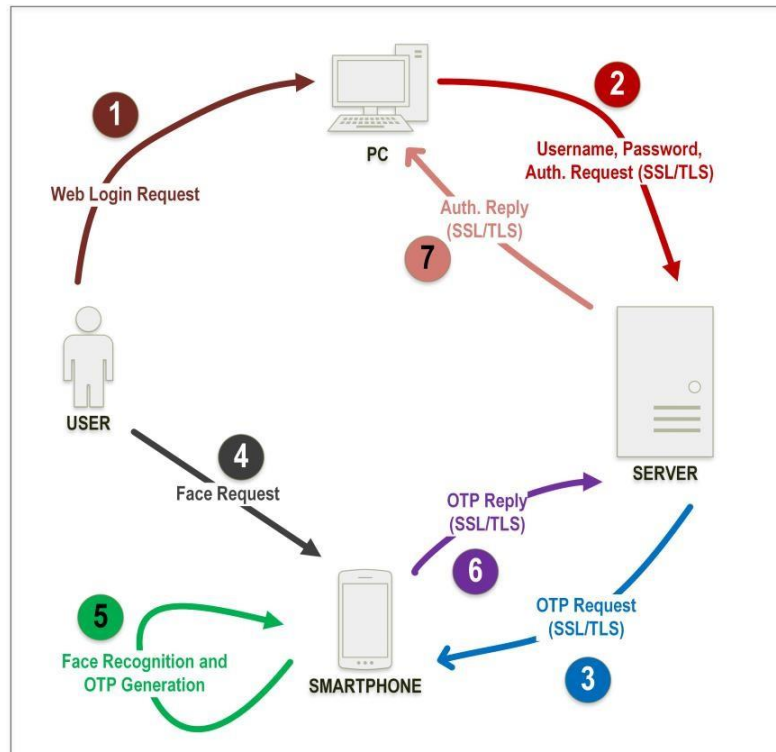 1
Web Login Request
PC
2
Username, Password,
Auth. Request (SSL/TLS)
Auth. Reply
(SSL/TLS)
7
USER
SERVER
4
Face Request
OTP Reply
(SSL/TLS)
6
5
Face Recognition and
OTP Generation
SMARTPHONE
OTP Request
(SSL/TLS)
3